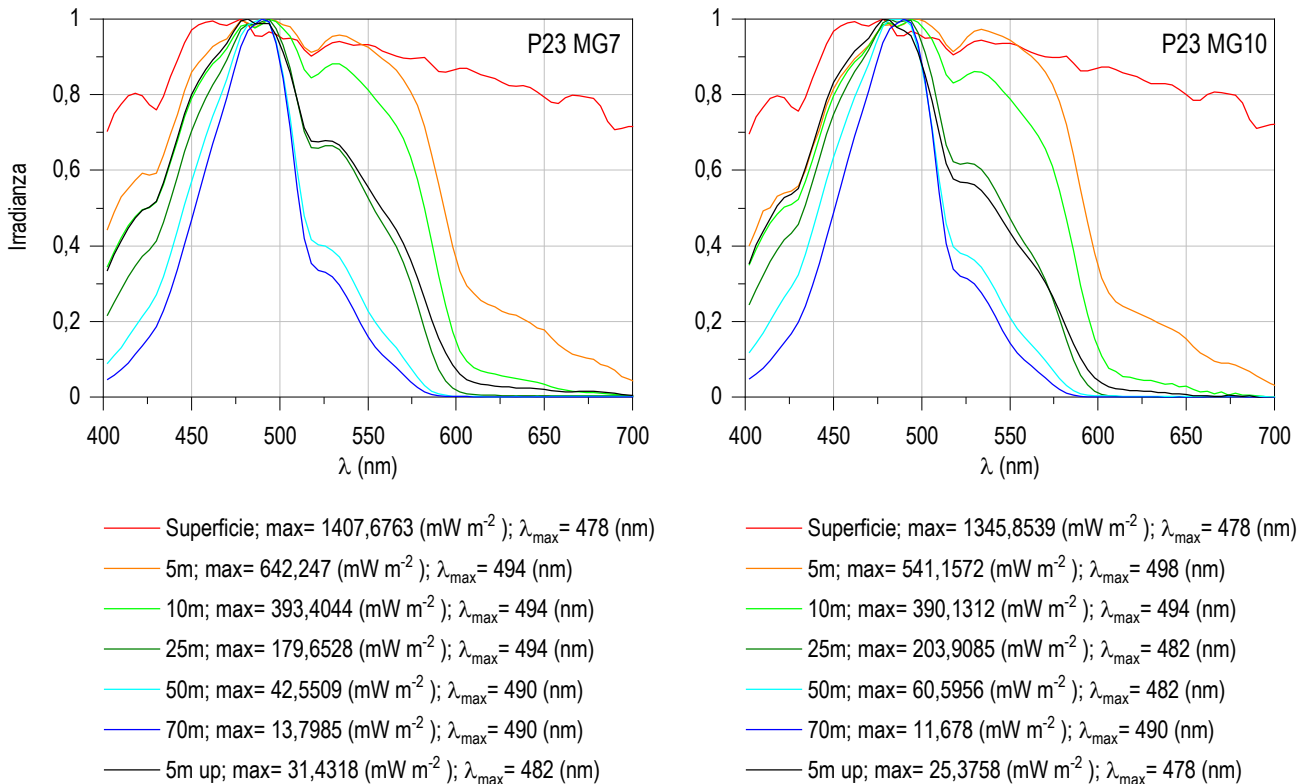 P23 MG7
Irradianza
1
0,8
0,6
0,4
0,2
0
400 450 500 550 600 650 700
λ (nm)
Superficie; max= 1407,6763 (mW m-2 ); λmax= 478 (nm)
5m; max= 642,247 (mW m-2 ); λmax= 494 (nm)
10m; max= 393,4044 (mW m-2 ); λmax= 494 (nm)
25m; max= 179,6528 (mW m-2 ); λmax= 494 (nm)
50m; max= 42,5509 (mW m-2 ); λmax= 490 (nm)
70m; max= 13,7985 (mW m-2 ); λmax= 490 (nm)
5m up; max= 31,4318 (mW m-2 ); λmax= 482 (nm)
P23 MG10
1
0,8
0,6
0,4
0,2
0
400 450 500 550 600 650 700
λ (nm)
Superficie; max= 1345,8539 (mW m-2 ); λmax= 478 (nm)
5m; max= 541,1572 (mW m-2 ); λmax= 498 (nm)
10m; max= 390,1312 (mW m-2 ); λmax= 494 (nm)
25m; max= 203,9085 (mW m-2 ); λmax= 482 (nm)
50m; max= 60,5956 (mW m-2 ); λmax= 482 (nm)
70m; max= 11,678 (mW m-2 ); λmax= 490 (nm)
5m up; max= 25,3758 (mW m-2 ); λmax= 478 (nm)